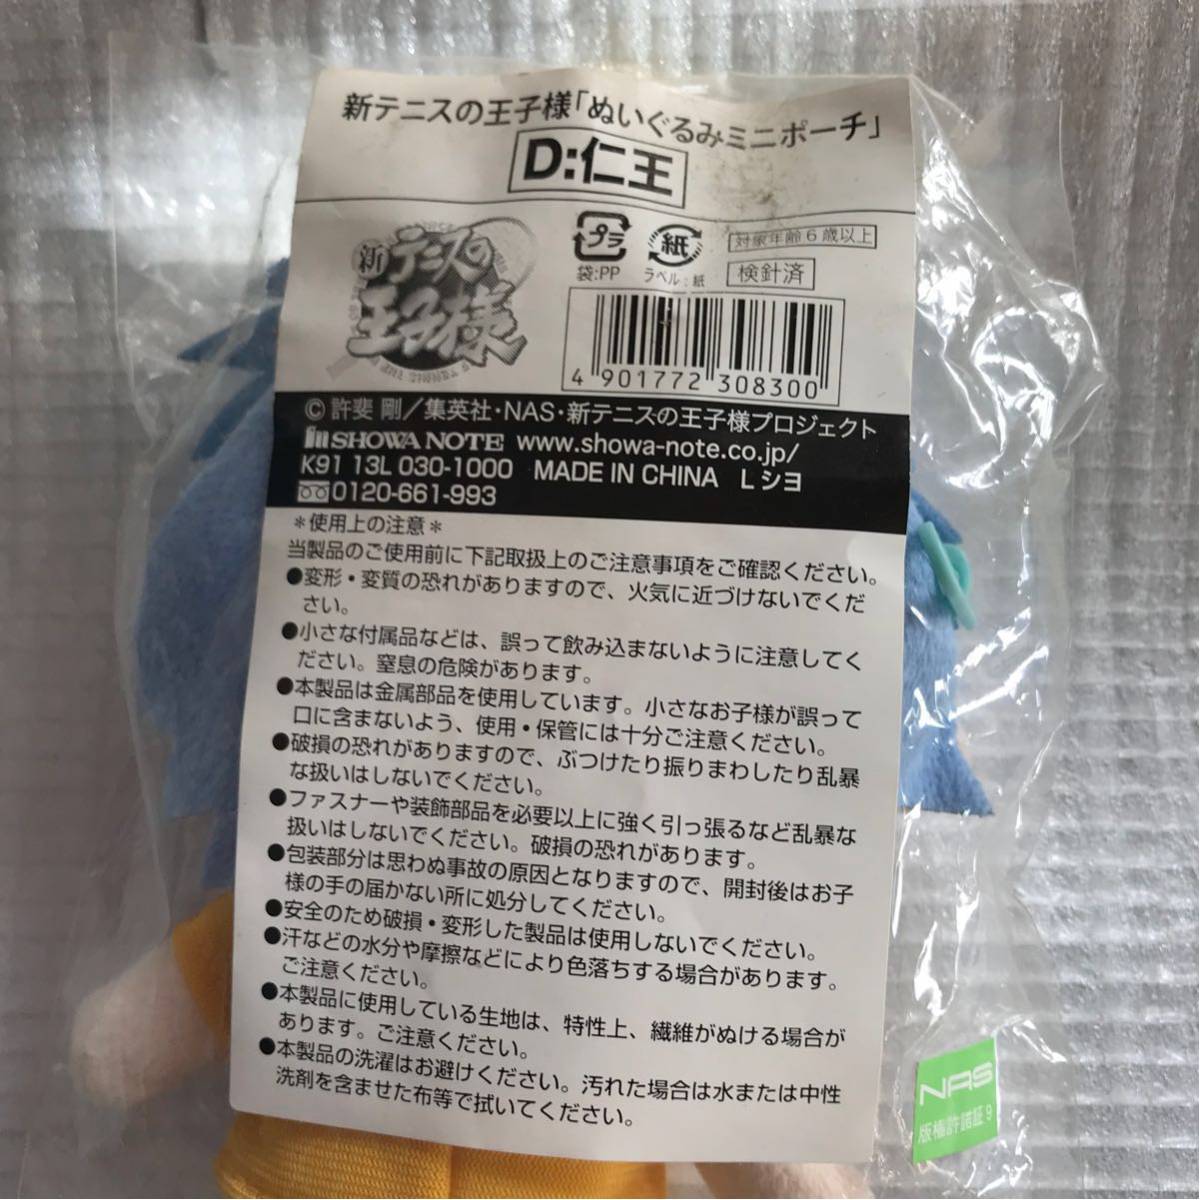 新テニスの王子様「ぬいぐるみミニポーチ」
D:仁王
新テニスの王子様
プラ
袋:PP
紙
ラベル:紙
対象年齢6歳以上
検針済
4 901772 308300
© 許斐 剛／集英社・NAS・新テニスの王子様プロジェクト
SHOWA NOTE www.showa-note.co.jp/
K91 13L 030-1000 MADE IN CHINA Lシヨ
0120-661-993
＊使用上の注意＊
当製品のご使用前に下記取扱上のご注意事項をご確認ください。
●変形・変質の恐れがありますので、火気に近づけないでくだ
さい。
●小さな付属品などは、誤って飲み込まないように注意してく
ださい。窒息の危険があります。
●本製品は金属部品を使用しています。小さなお子様が誤って
口に含まないよう、使用・保管には十分ご注意ください。
●破損の恐れがありますので、ぶつけたり振りまわしたり乱暴
な扱いはしないでください。
●ファスナーや装飾部品を必要以上に強く引っ張るなど乱暴な
扱いはしないでください。破損の恐れがあります。
●包装部分は思わぬ事故の原因となりますので、開封後はお子
様の手の届かない所に処分してください。
●安全のため破損・変形した製品は使用しないでください。
●汗などの水分や摩擦などにより色落ちする場合があります。
ご注意ください。
●本製品に使用している生地は、特性上、繊維がぬける場合が
あります。ご注意ください。
●本製品の洗濯はお避けください。汚れた場合は水または中性
洗剤を含ませた布等で拭いてください。
NAS
版権許諾証 9